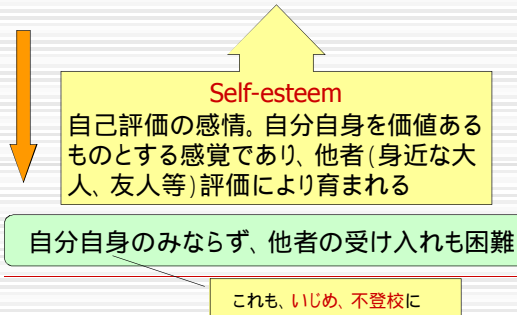 Self-esteem
自己評価の感情。自分自身を価値ある
ものとする感覚であり、他者(身近な大
人、友人等)評価により育まれる
自分自身のみならず、他者の受け入れも困難
これも、いじめ、不登校に